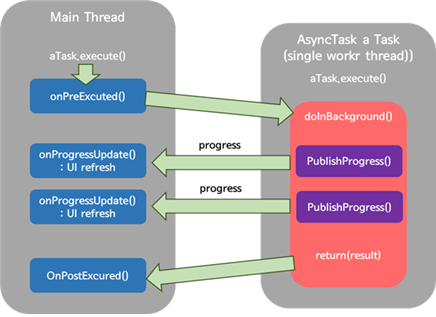 Main Thread
aTask,execute()
onPreExcuted()
onProgressUpdate()
: UI refresh
onProgressUpdate()
: UI refresh
OnPostExcured()
progress
progress
AsyncTask a Task
(single workr thread))
aTask,execute()
doInBackground()
PublishProgress()
PublishProgress()
return(result)